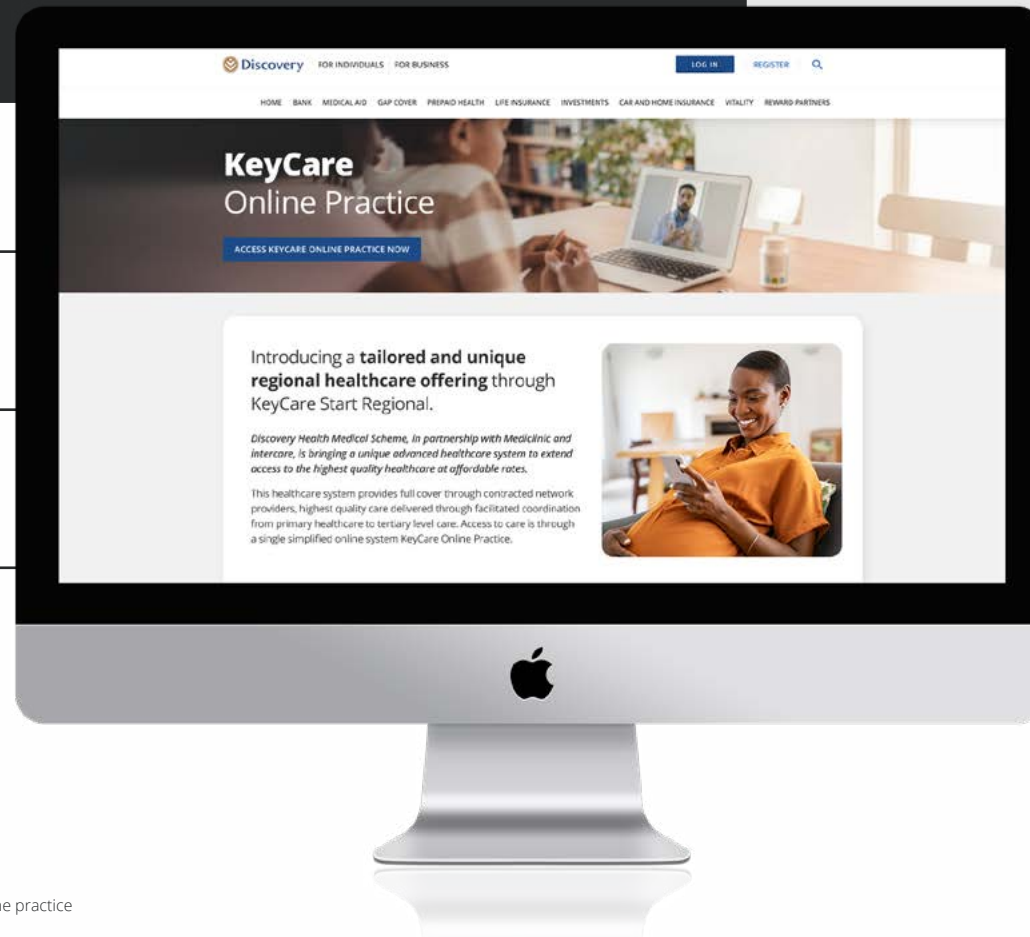 Discovery FOR INDIVIDUALS FOR BUSINESS LOG IN REGISTER
HOME BANK MEDICAL AID GAP COVER PREPAID HEALTH LIFE INSURANCE INVESTMENTS CAR AND HOME INSURANCE VITALITY REWARD PARTNERS
KeyCare
Online Practice
ACCESS KEYCARE ONLINE PRACTICE NOW
Introducing a tailored and unique
regional healthcare offering through
KeyCare Start Regional.
Discovery Health Medical Scheme, in partnership with Mediclinic and
Intercare, is bringing a unique advanced healthcare system to extend
access to the highest quality healthcare at affordable rates.
This healthcare system provides full cover through contracted network
providers, highest quality care delivered through facilitated coordination
from primary healthcare to tertiary level care. Access to care is through
a single simplified online system KeyCare Online Practice.
practice